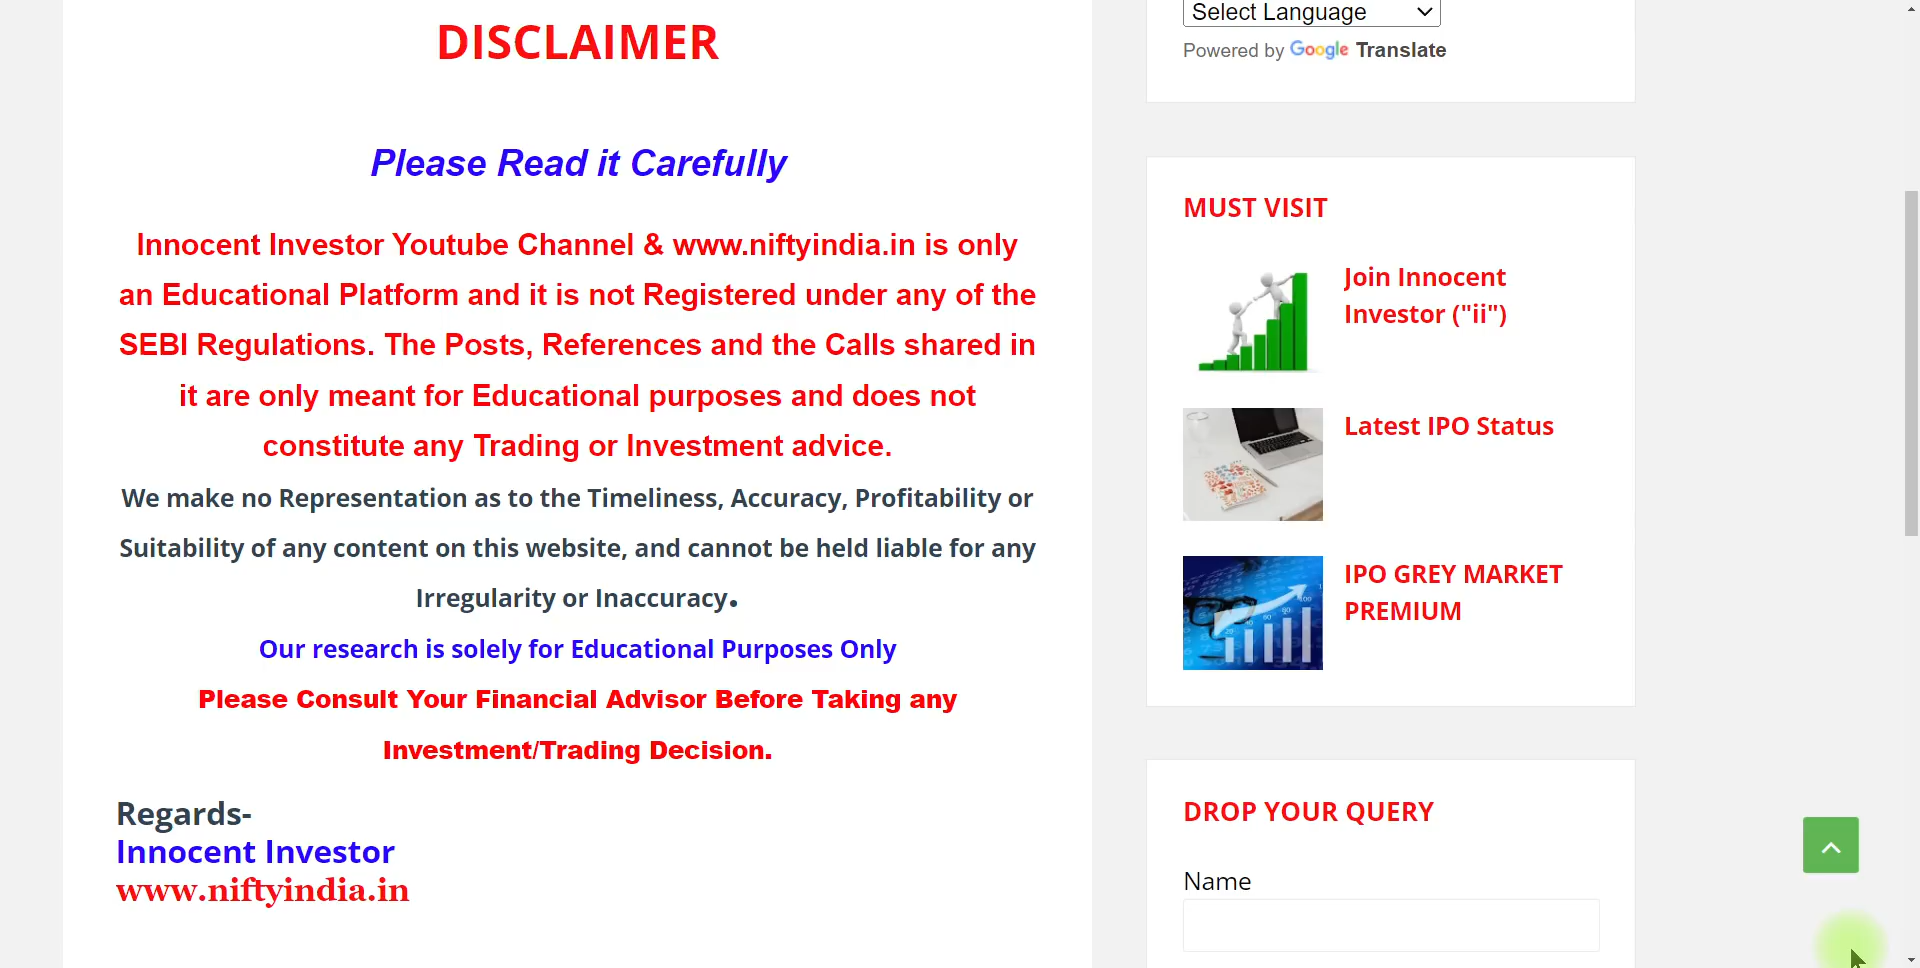 DISCLAIMER
Please Read it Carefully
Innocent Investor Youtube Channel & www.niftyindia.in is only
an Educational Platform and it is not Registered under any of the
SEBI Regulations. The Posts, References and the Calls shared in
it are only meant for Educational purposes and does not
constitute any Trading or Investment advice.
We make no Representation as to the Timeliness, Accuracy, Profitability or
Suitability of any content on this website, and cannot be held liable for any
Irregularity or Inaccuracy.
Our research is solely for Educational Purposes Only
Please Consult Your Financial Advisor Before Taking any
Investment/Trading Decision.
Regards-
Innocent Investor
www.niftyindia.in
Select Language
Powered by Google Translate
MUST VISIT
Join Innocent
Investor ("ii")
Latest IPO Status
IPO GREY MARKET
PREMIUM
DROP YOUR QUERY
Name